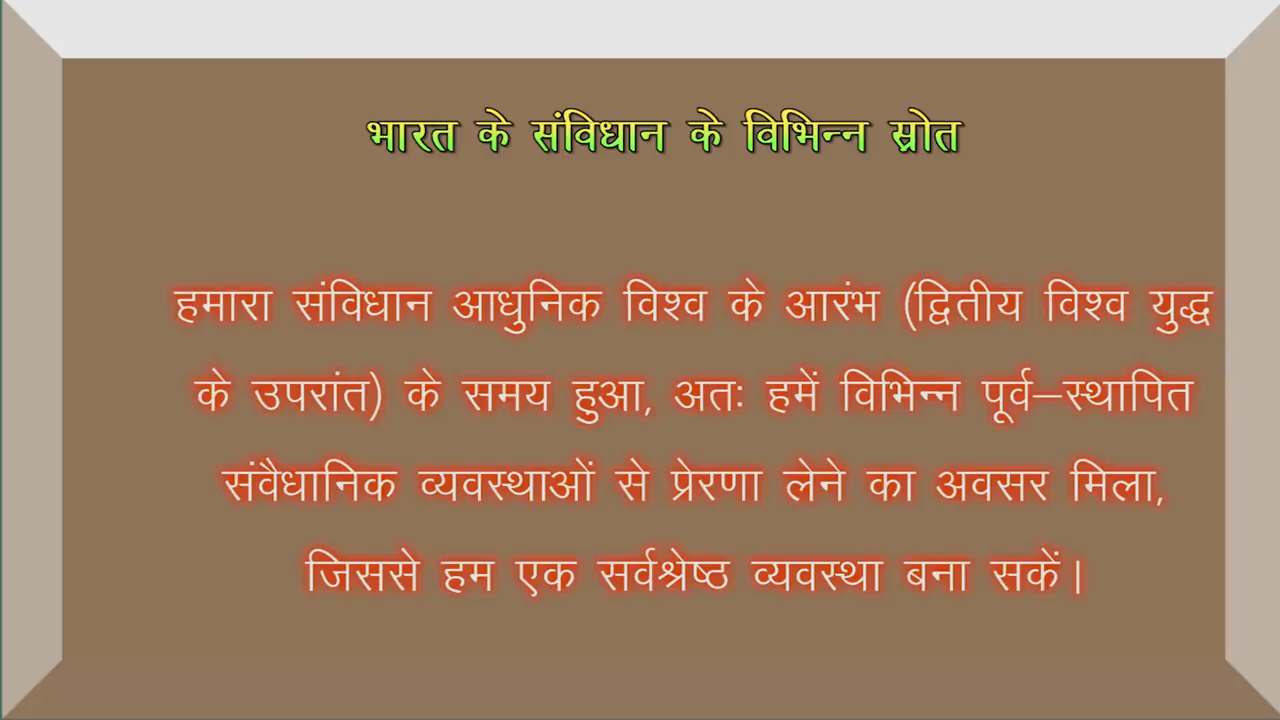 भारत के संविधान के विभिन्न स्रोत
हमारा संविधान आधुनिक विश्व के आरंभ (द्वितीय विश्व युद्ध
के उपरांत) के समय हुआ, अतः हमें विभिन्न पूर्व–स्थापित
संवैधानिक व्यवस्थाओं से प्रेरणा लेने का अवसर मिला,
जिससे हम एक सर्वश्रेष्ठ व्यवस्था बना सकें।